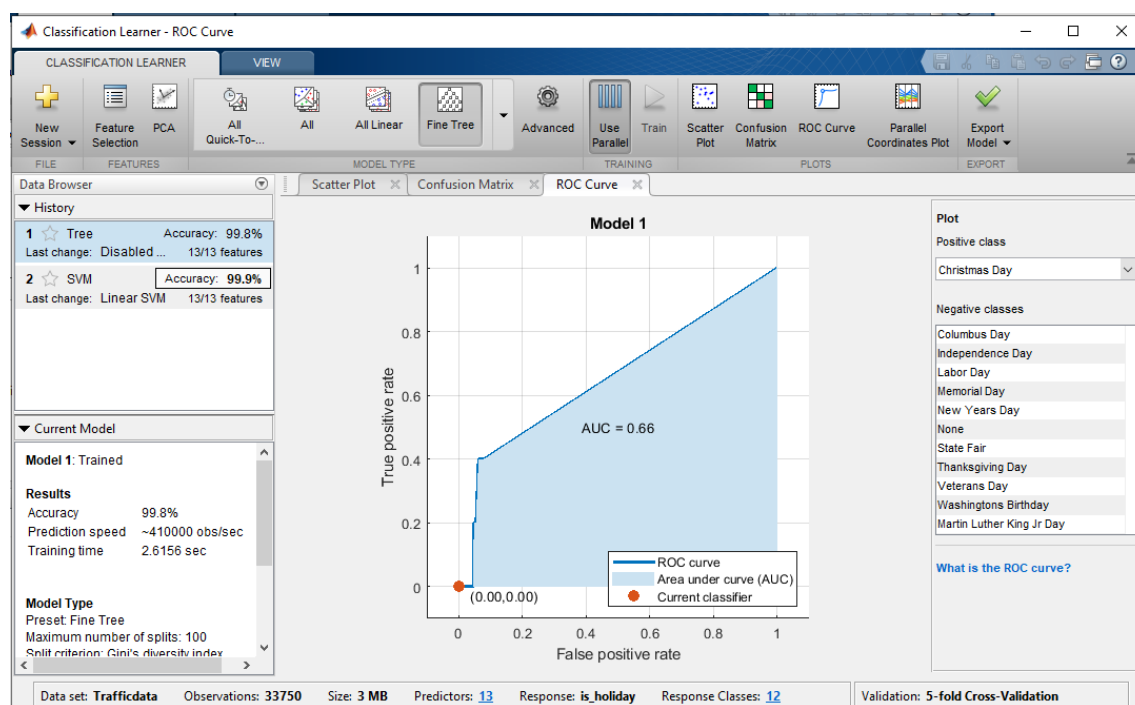 Classification Learner - ROC Curve
CLASSIFICATION LEARNER
VIEW
New
Session
Feature
Selection
PCA
All
Quick-To-...
All
All Linear
Fine Tree
Advanced
Use
Parallel
Train
Scatter
Plot
Confusion
Matrix
ROC Curve
Parallel
Coordinates Plot
Export
Model
FILE
FEATURES
MODEL TYPE
TRAINING
PLOTS
EXPORT
Data Browser
History
1 Tree Accuracy: 99.8%
Last change: Disabled ... 13/13 features
2 SVM Accuracy: 99.9%
Last change: Linear SVM 13/13 features
Current Model
Model 1: Trained
Results
Accuracy 99.8%
Prediction speed ~410000 obs/sec
Training time 2.6156 sec
Model Type
Preset: Fine Tree
Maximum number of splits: 100
Split criterion: Gini's diversity index
Scatter Plot
Confusion Matrix
ROC Curve
Model 1
1
0.8
0.6
0.4
0.2
0
True positive rate
AUC = 0.66
(0.00,0.00)
ROC curve
Area under curve (AUC)
Current classifier
0 0.2 0.4 0.6 0.8 1
False positive rate
Plot
Positive class
Christmas Day
Negative classes
Columbus Day
Independence Day
Labor Day
Memorial Day
New Years Day
None
State Fair
Thanksgiving Day
Veterans Day
Washingtons Birthday
Martin Luther King Jr Day
What is the ROC curve?
Data set: Trafficdata Observations: 33750 Size: 3 MB Predictors: 13 Response: is_holiday Response Classes: 12 Validation: 5-fold Cross-Validation